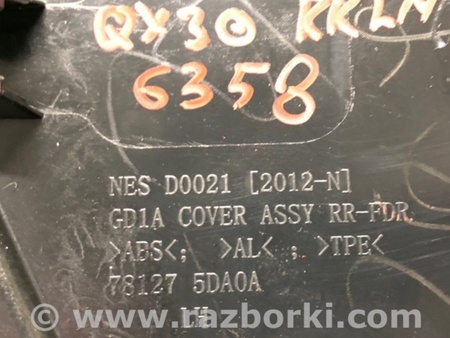 QX30 RRLH
6358
NES D0021 [2012-N]
GD1A COVER ASSY RR-FDR
>ABS<; >AL< ; >TPE<
78127 5DA0A
LH
www.razborki.com